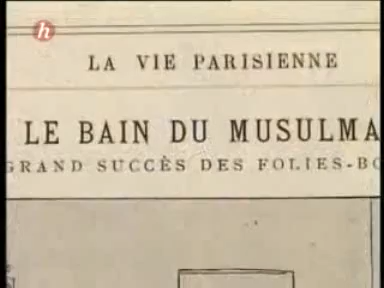 h
LA VIE PARISIENNE
LE BAIN DU MUSULMA
GRAND SUCCÈS DES FOLIES-BO